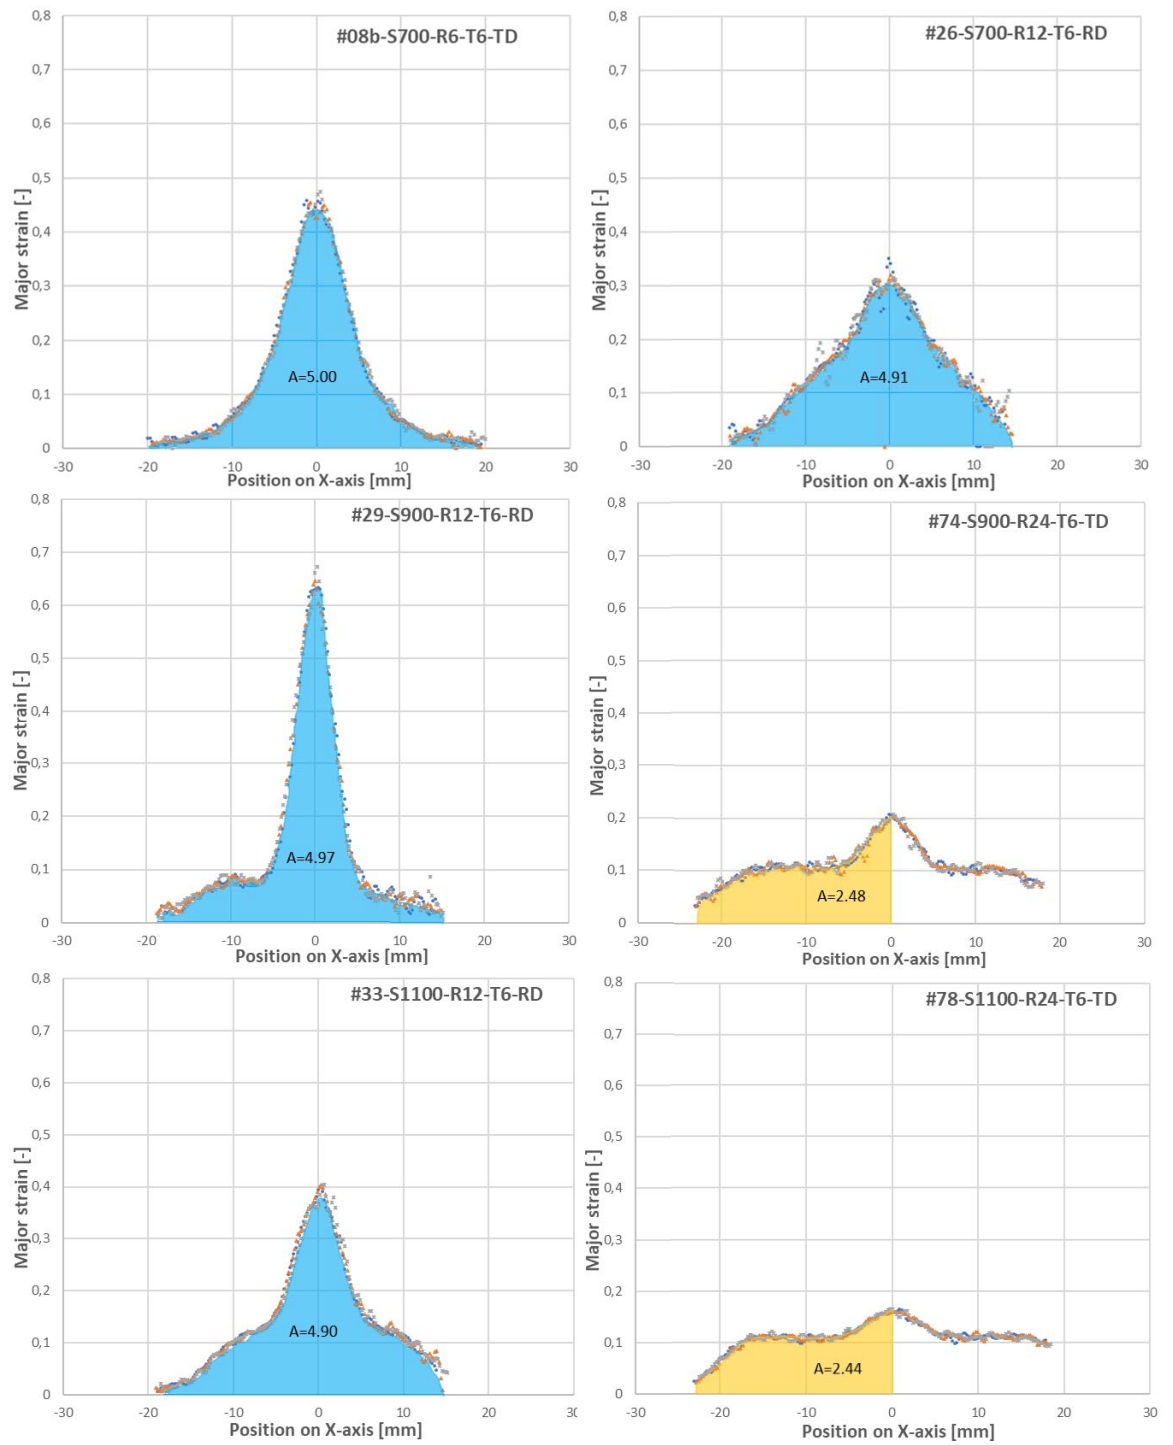 #08b-S700-R6-T6-TD
0,8
0,7
0,6
0,5
0,4
0,3
0,2
0,1
0
Major strain [-]
A=5.00
-30 -20 -10 0 10 20 30
Position on X-axis [mm]
#26-S700-R12-T6-RD
0,8
0,7
0,6
0,5
0,4
0,3
0,2
0,1
0
Major strain [-]
A=4.91
-30 -20 -10 0 10 20 30
Position on X-axis [mm]
#29-S900-R12-T6-RD
0,8
0,7
0,6
0,5
0,4
0,3
0,2
0,1
0
Major strain [-]
A=4.97
-30 -20 -10 0 10 20 30
Position on X-axis [mm]
#74-S900-R24-T6-TD
0,8
0,7
0,6
0,5
0,4
0,3
0,2
0,1
0
Major strain [-]
A=2.48
-30 -20 -10 0 10 20 30
Position on X-axis [mm]
#33-S1100-R12-T6-RD
0,8
0,7
0,6
0,5
0,4
0,3
0,2
0,1
0
Major strain [-]
A=4.90
-30 -20 -10 0 10 20 30
Position on X-axis [mm]
#78-S1100-R24-T6-TD
0,8
0,7
0,6
0,5
0,4
0,3
0,2
0,1
0
Major strain [-]
A=2.44
-30 -20 -10 0 10 20 30
Position on X-axis [mm]